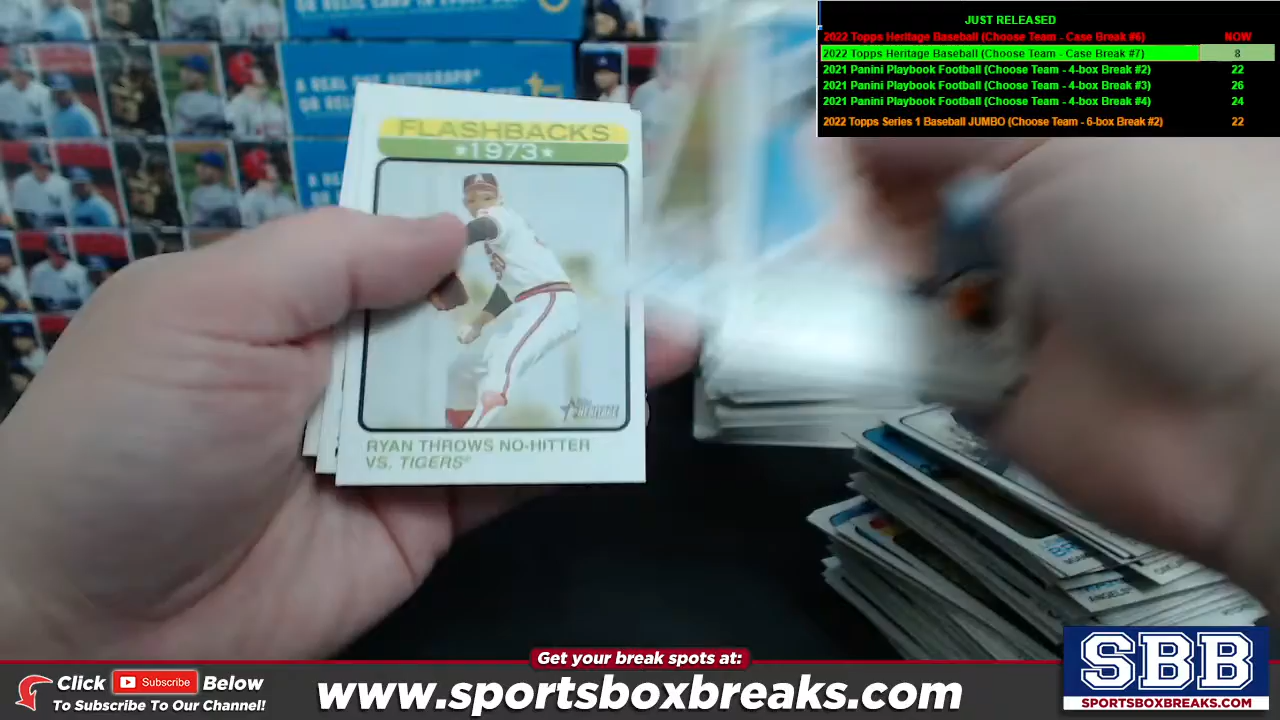 JUST RELEASED
2022 Topps Heritage Baseball (Choose Team - Case Break #6) NOW
2022 Topps Heritage Baseball (Choose Team - Case Break #7) 8
2021 Panini Playbook Football (Choose Team - 4-box Break #2) 22
2021 Panini Playbook Football (Choose Team - 4-box Break #3) 26
2021 Panini Playbook Football (Choose Team - 4-box Break #4) 24
2022 Topps Series 1 Baseball JUMBO (Choose Team - 6-box Break #2) 22
A REAL
OR RELIC
FLASHBACKS
★1973★
HERITAGE
RYAN THROWS NO-HITTER
VS. TIGERS®
ANGELS
Get your break spots at:
Click Subscribe Below
To Subscribe To Our Channel!
www.sportsboxbreaks.com
SBB
SPORTSBOXBREAKS.COM